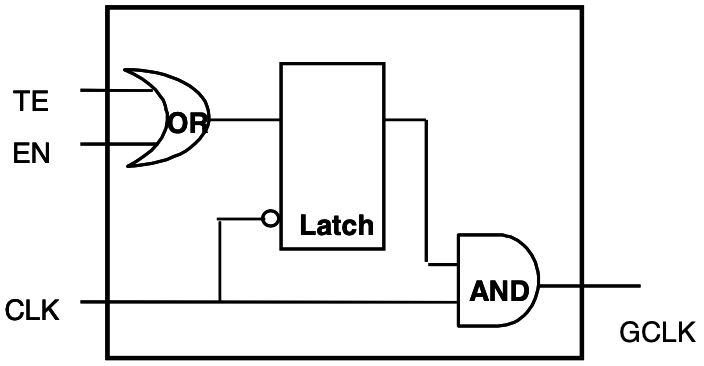 TE
OR
EN
Latch
CLK
AND
GCLK